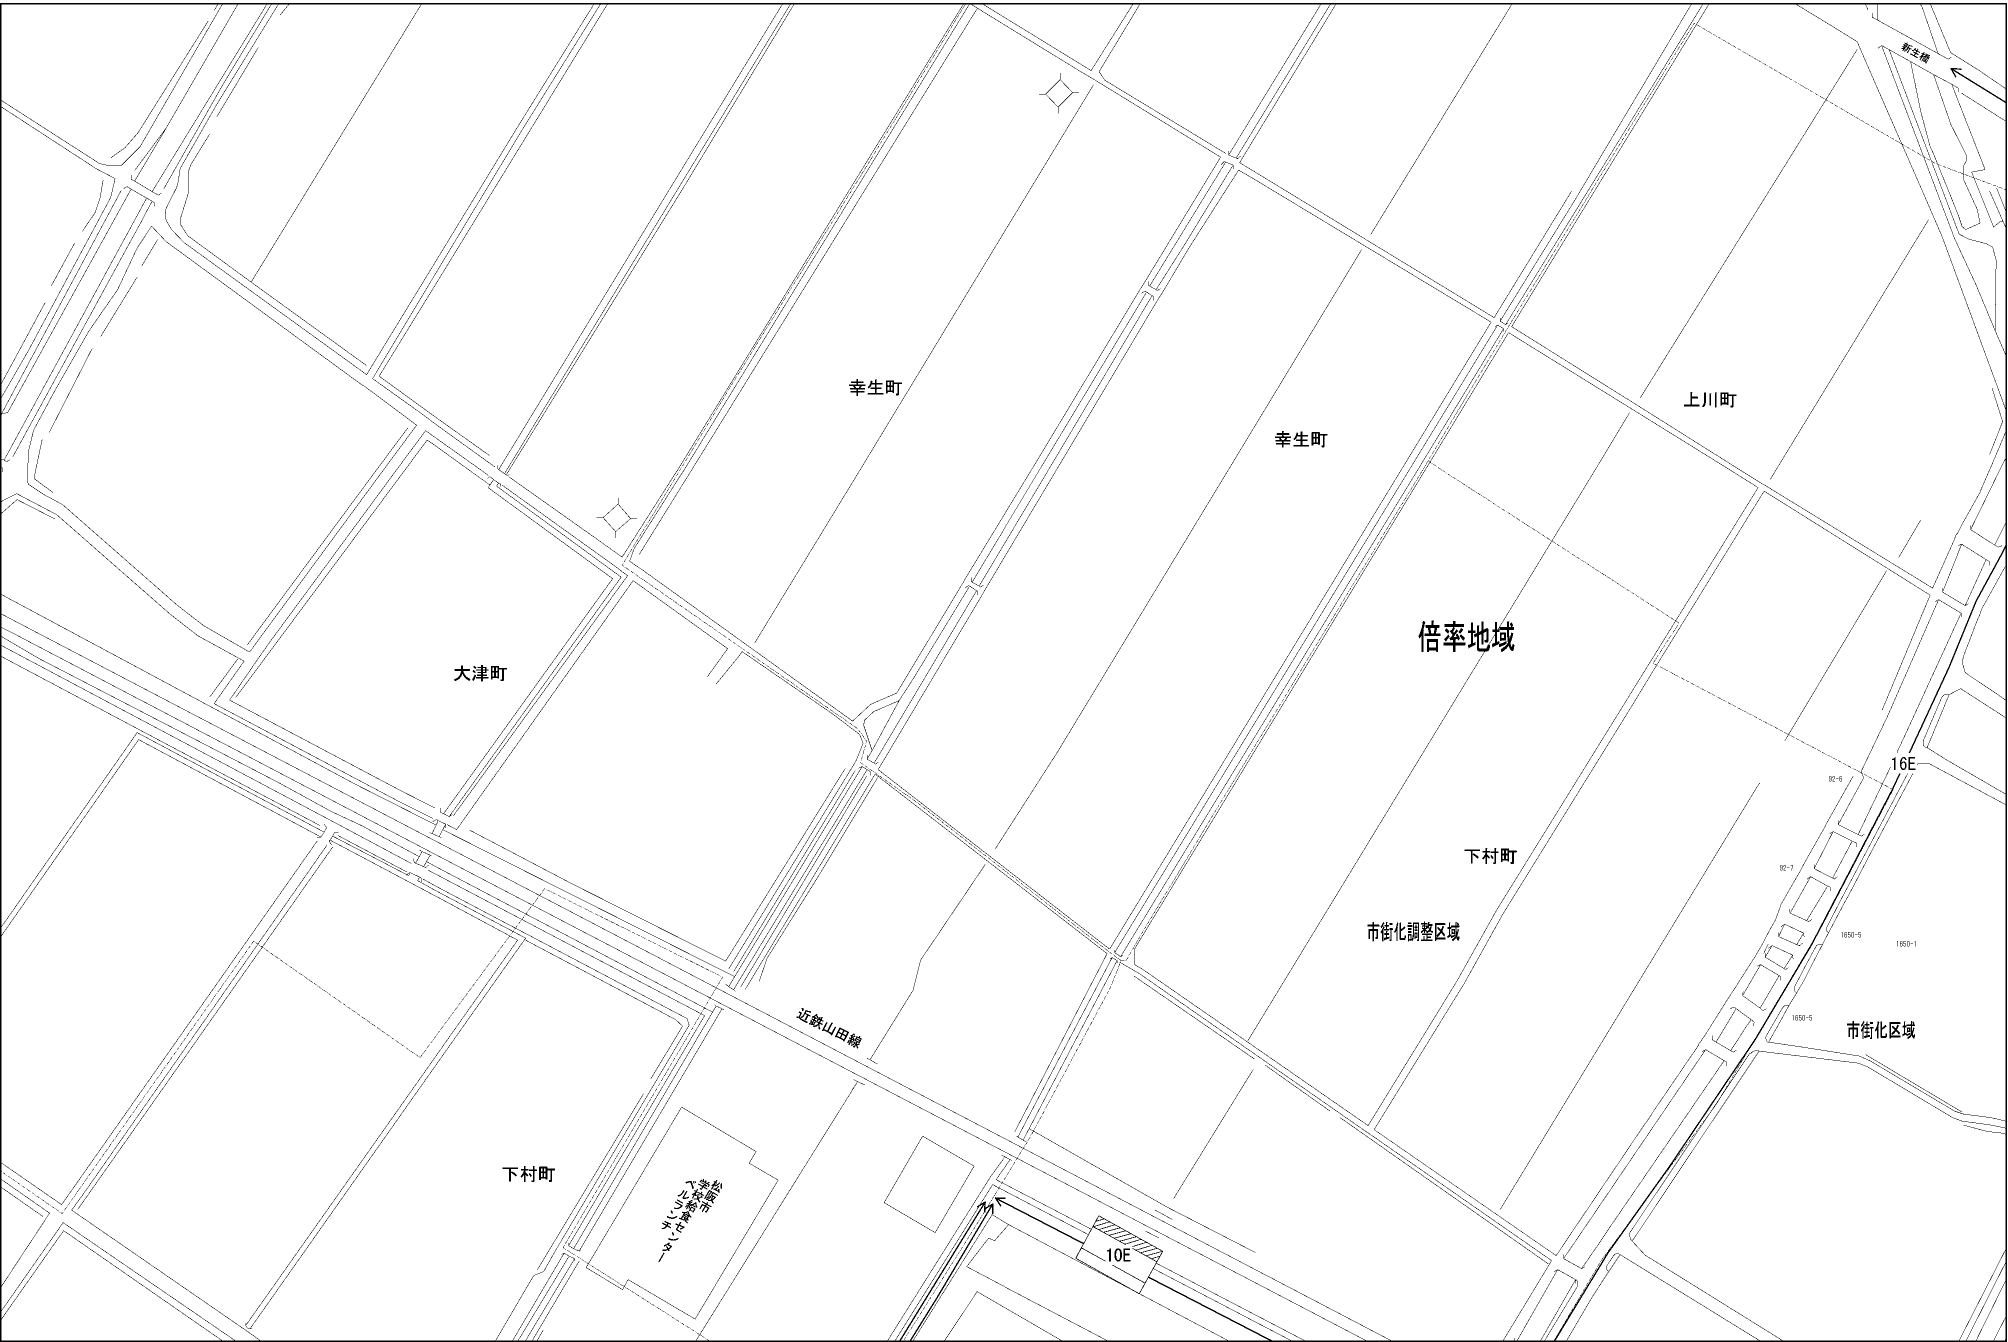 新生橋
幸生町
上川町
幸生町
倍率地域
大津町
16E
92-6
下村町
92-7
市街化調整区域
1650-5
1650-1
1650-5
近鉄山田線
市街化区域
下村町
松阪市
学校給食センター
ベルランチ
10E